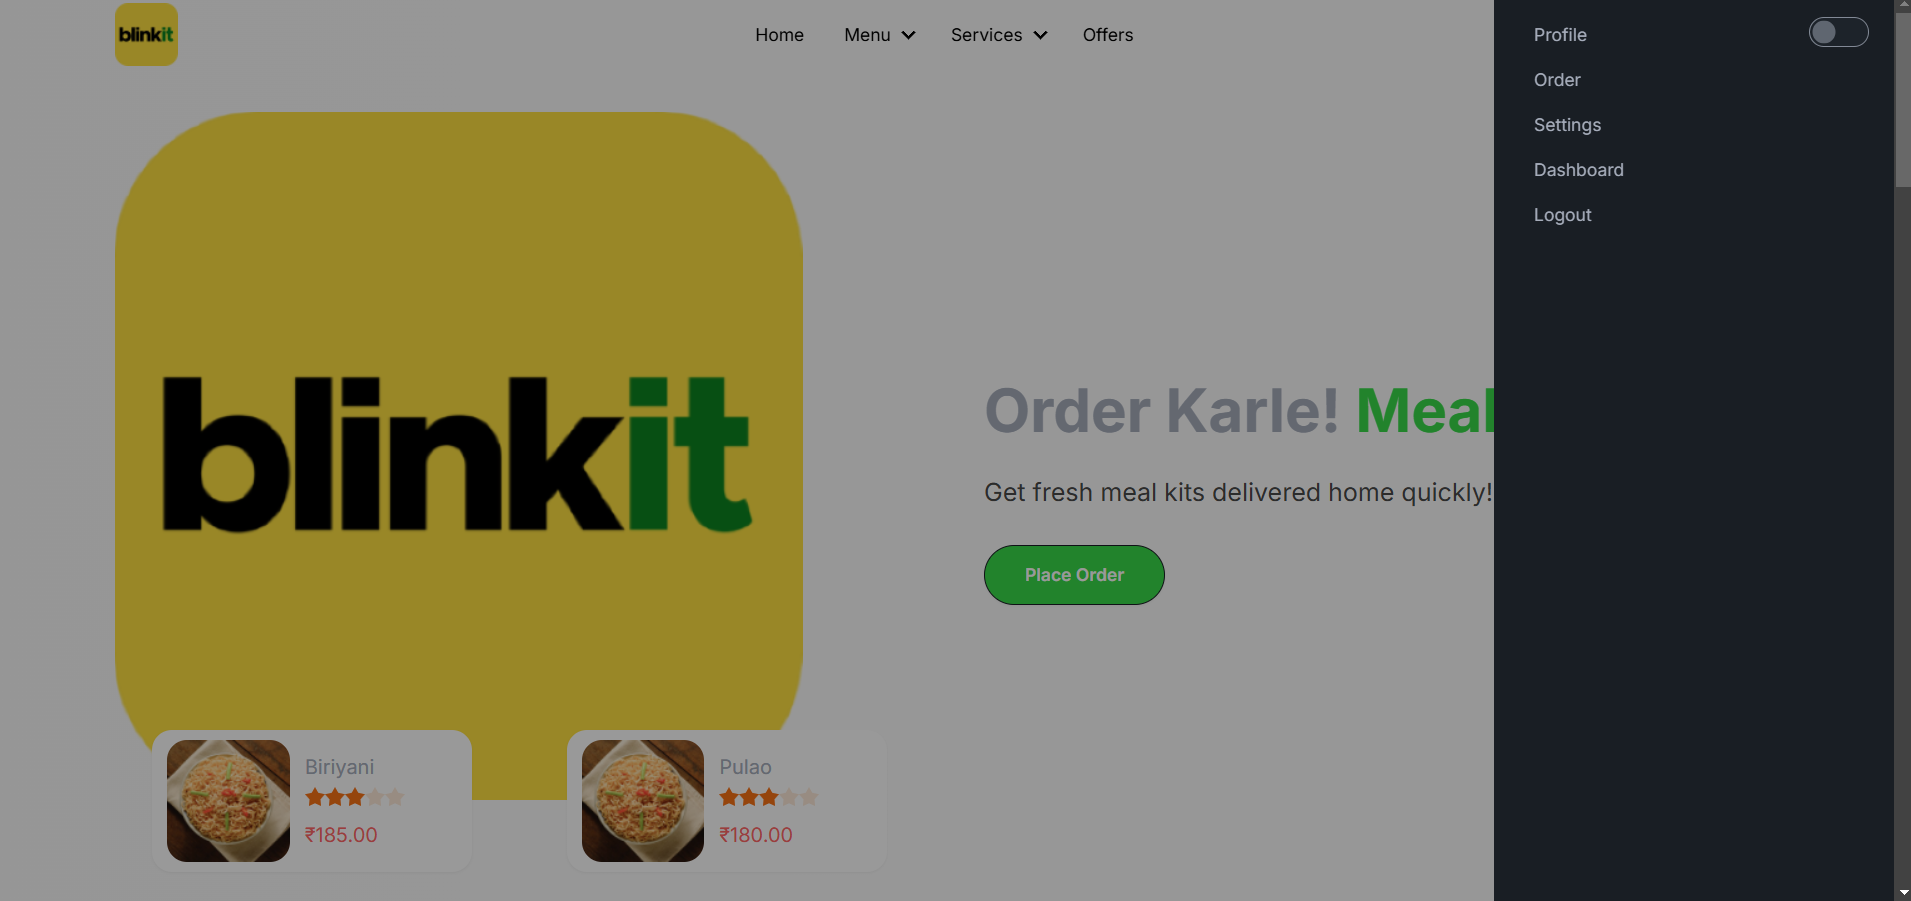 blinkit
Home Menu Services Offers
Profile
Order
Settings
Dashboard
Logout
blinkit
Order Karle! Meal
Get fresh meal kits delivered home quickly!
Place Order
Biriyani
₹185.00
Pulao
₹180.00